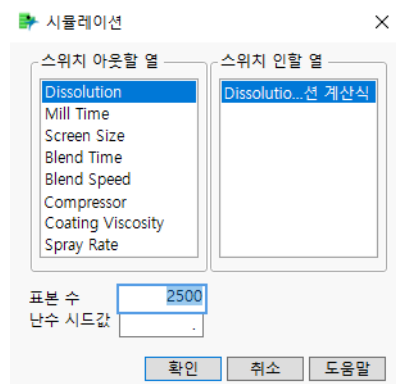 시뮬레이션
스위치 아웃할 열
스위치 인할 열
Dissolution
Mill Time
Screen Size
Blend Time
Blend Speed
Compressor
Coating Viscosity
Spray Rate
Dissolutio...션 계산식
표본 수 2500
난수 시드값 .
확인 취소 도움말